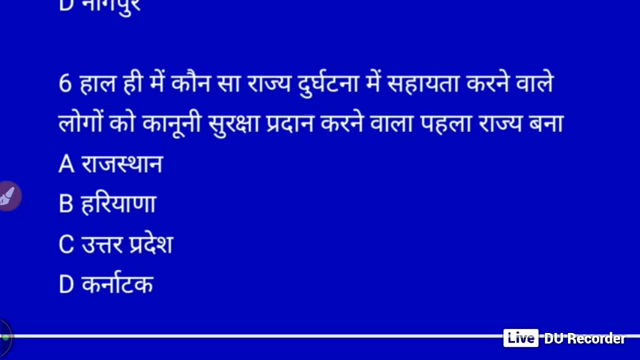 D नागपुर
6 हाल ही में कौन सा राज्य दुर्घटना में सहायता करने वाले
लोगों को कानूनी सुरक्षा प्रदान करने वाला पहला राज्य बना
A राजस्थान
B हरियाणा
C उत्तर प्रदेश
D कर्नाटक
Live DU Recorder